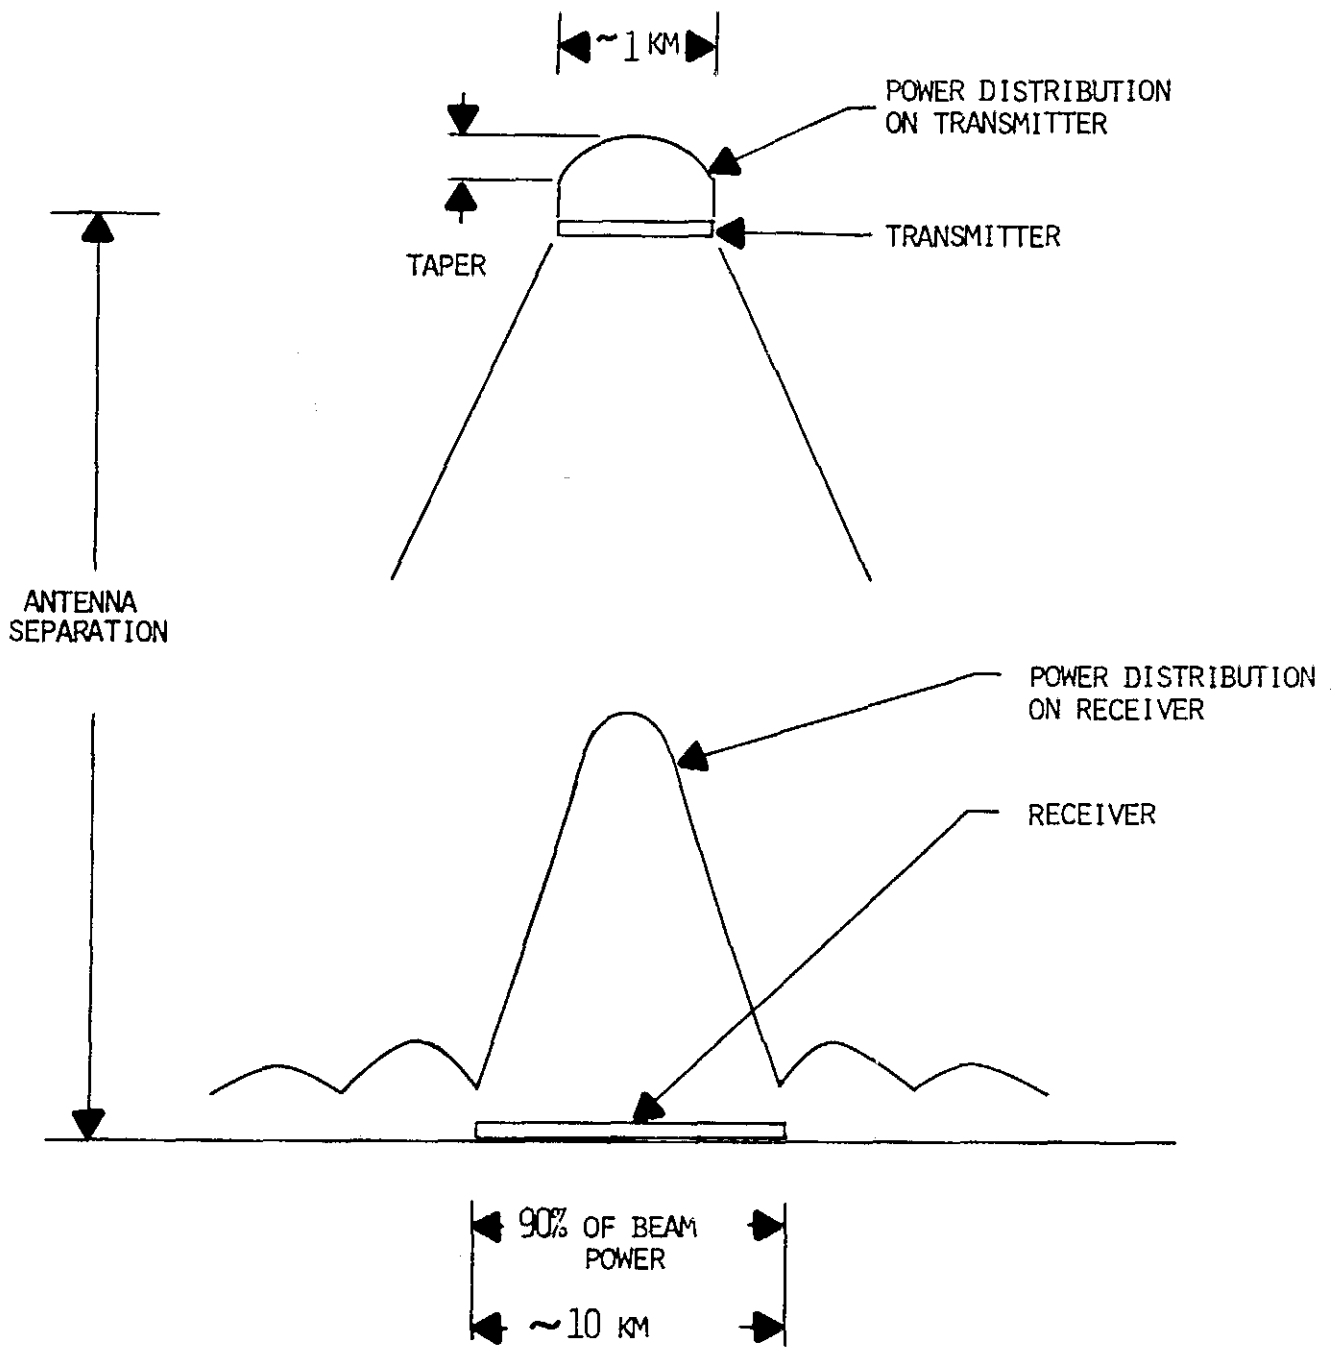 ~1 KM
POWER DISTRIBUTION
ON TRANSMITTER
TRANSMITTER
TAPER
ANTENNA
SEPARATION
POWER DISTRIBUTION
ON RECEIVER
RECEIVER
90% OF BEAM
POWER
~10 KM